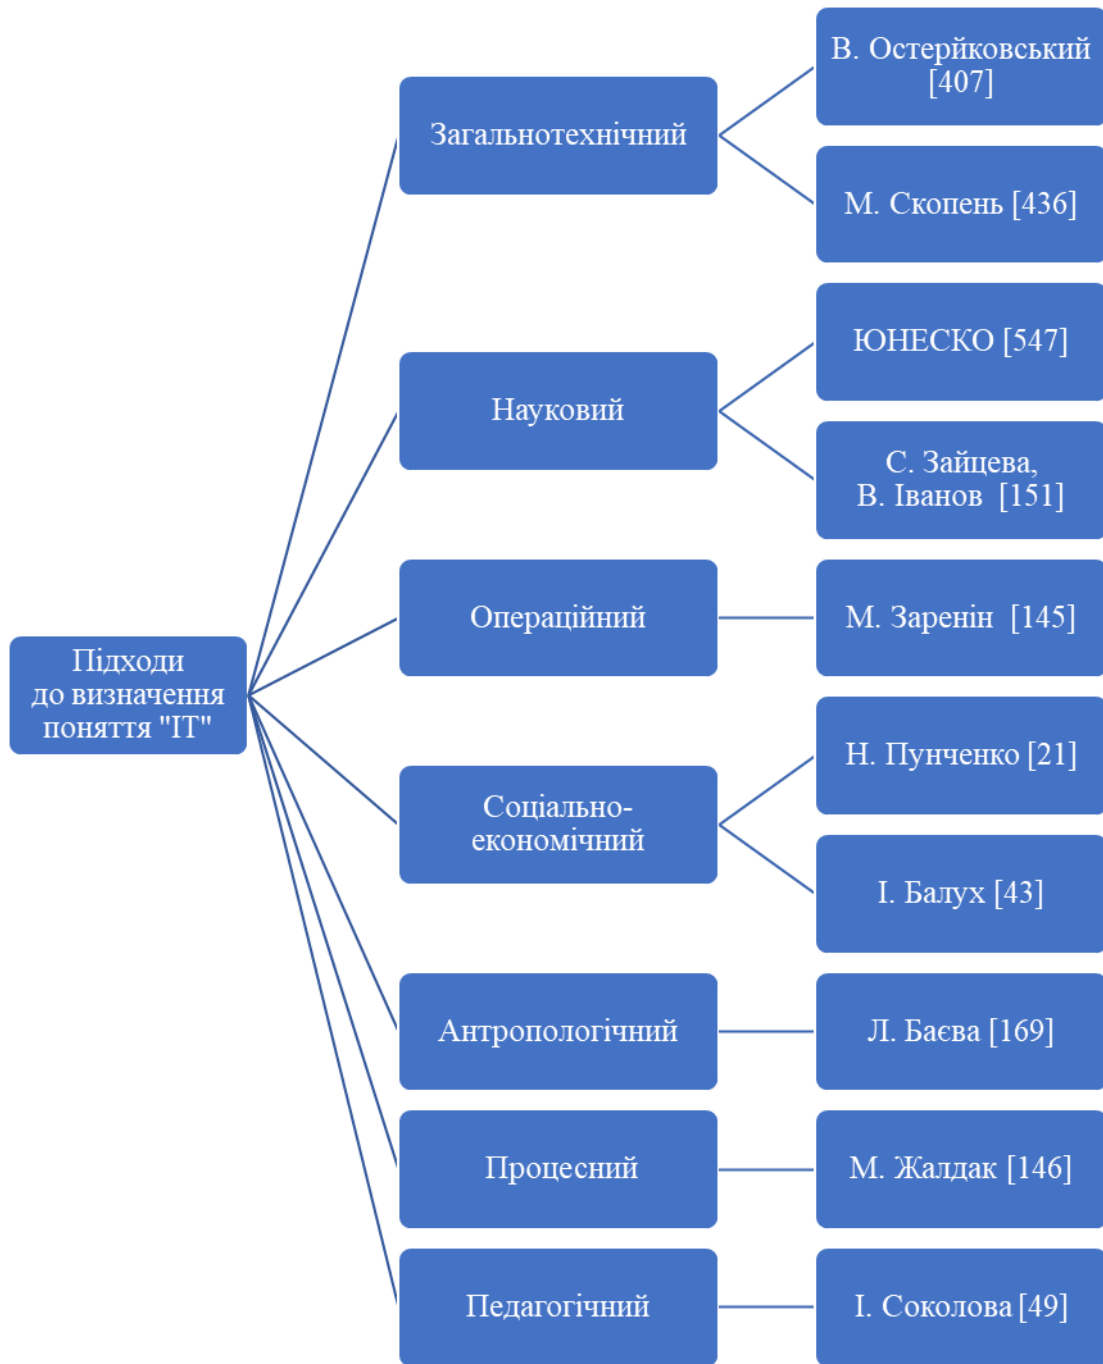 Підходи
до визначення
поняття "ІТ"
Загальнотехнічний
В. Остерйковський
[407]
М. Скопень [436]
Науковий
ЮНЕСКО [547]
С. Зайцева,
В. Іванов [151]
Операційний
М. Заренін [145]
Соціально-
економічний
Н. Пунченко [21]
І. Балух [43]
Антропологічний
Л. Баєва [169]
Процесний
М. Жалдак [146]
Педагогічний
І. Соколова [49]